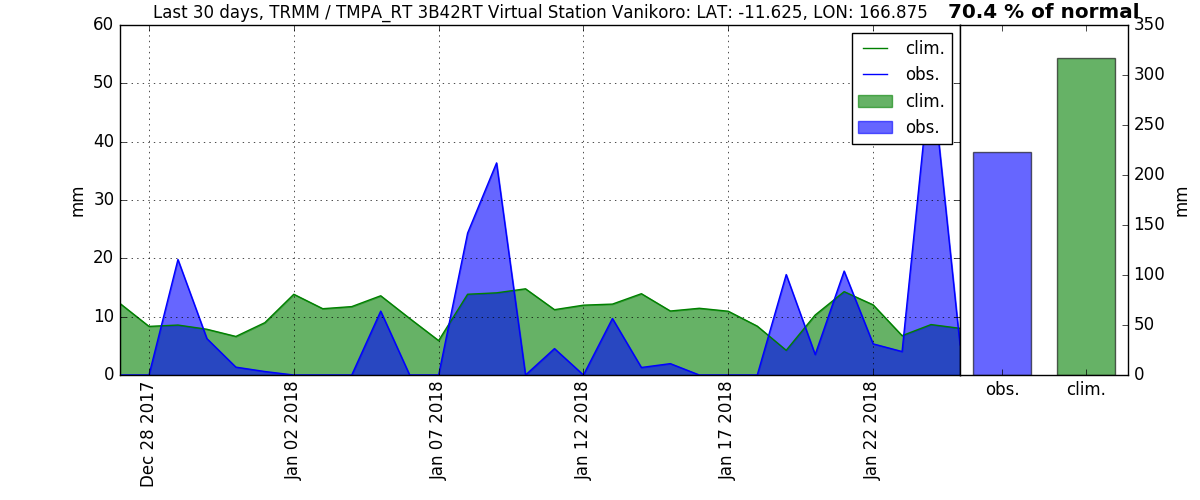 Last 30 days, TRMM / TMPA_RT 3B42RT Virtual Station Vanikoro: LAT: -11.625, LON: 166.875
70.4 % of normal
60
50
40
30
20
10
0
mm
clim.
obs.
clim.
obs.
350
300
250
200
150
100
50
0
mm
Dec 28 2017
Jan 02 2018
Jan 07 2018
Jan 12 2018
Jan 17 2018
Jan 22 2018
obs.
clim.